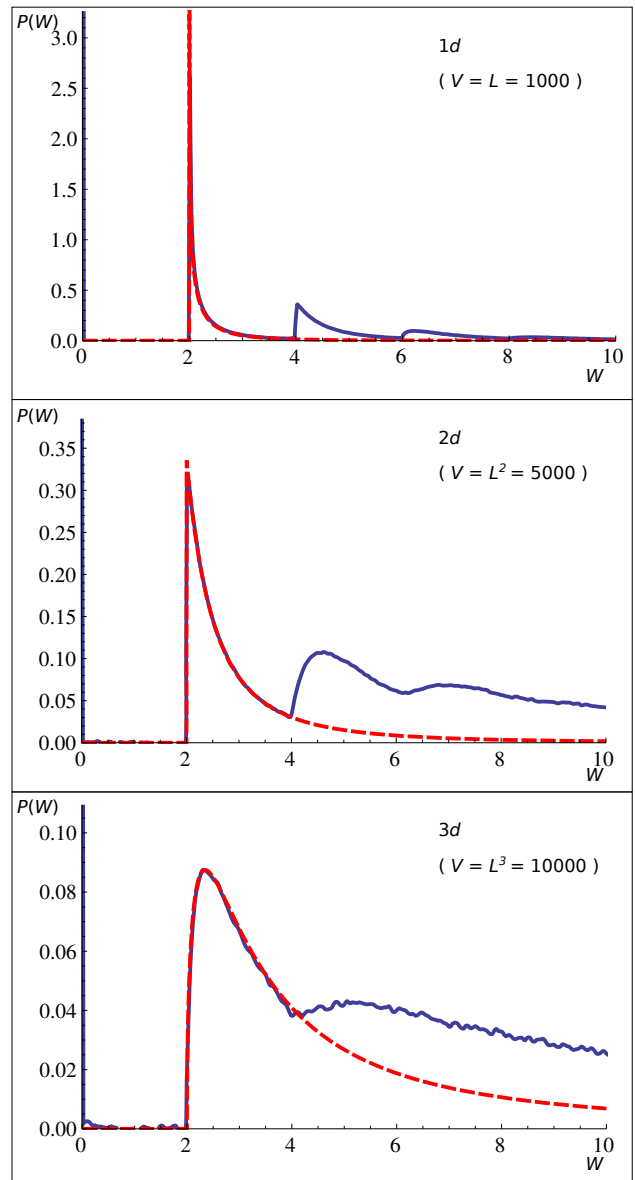 P(W)
3.0
2.5
2.0
1.5
1.0
0.5
0.0
0 2 4 6 8 10
W
1d
( V = L = 1000 )
P(W)
0.35
0.30
0.25
0.20
0.15
0.10
0.05
0.00
0 2 4 6 8 10
W
2d
( V = L² = 5000 )
P(W)
0.10
0.08
0.06
0.04
0.02
0.00
0 2 4 6 8 10
W
3d
( V = L³ = 10000 )